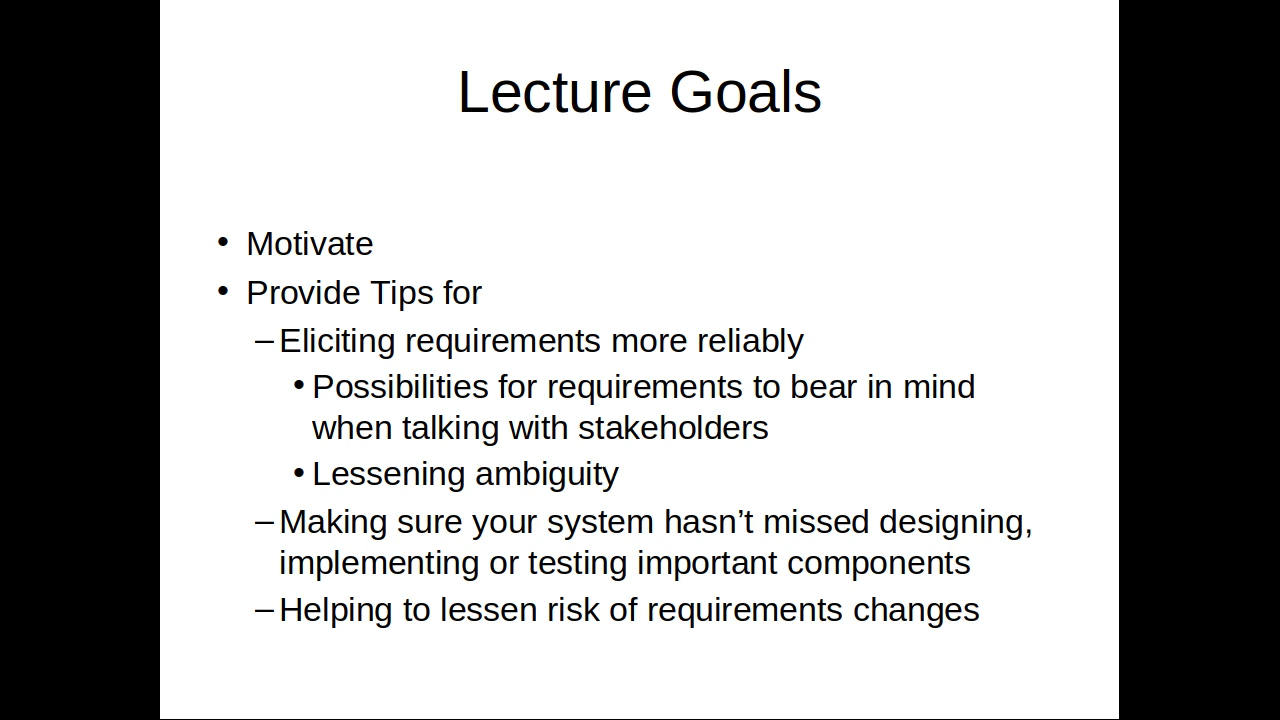 Lecture Goals
• Motivate
• Provide Tips for
– Eliciting requirements more reliably
• Possibilities for requirements to bear in mind
when talking with stakeholders
• Lessening ambiguity
– Making sure your system hasn’t missed designing,
implementing or testing important components
– Helping to lessen risk of requirements changes